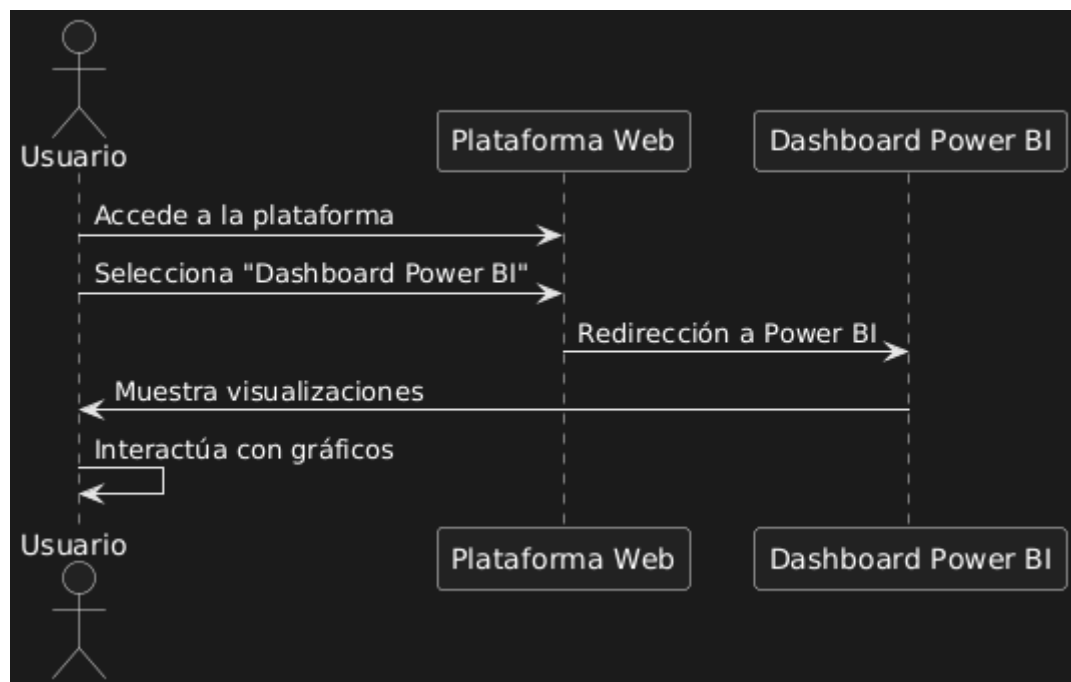 Usuario
Plataforma Web
Dashboard Power BI
Accede a la plataforma
Selecciona "Dashboard Power BI"
Redirección a Power BI
Muestra visualizaciones
Interactúa con gráficos
Usuario
Plataforma Web
Dashboard Power BI